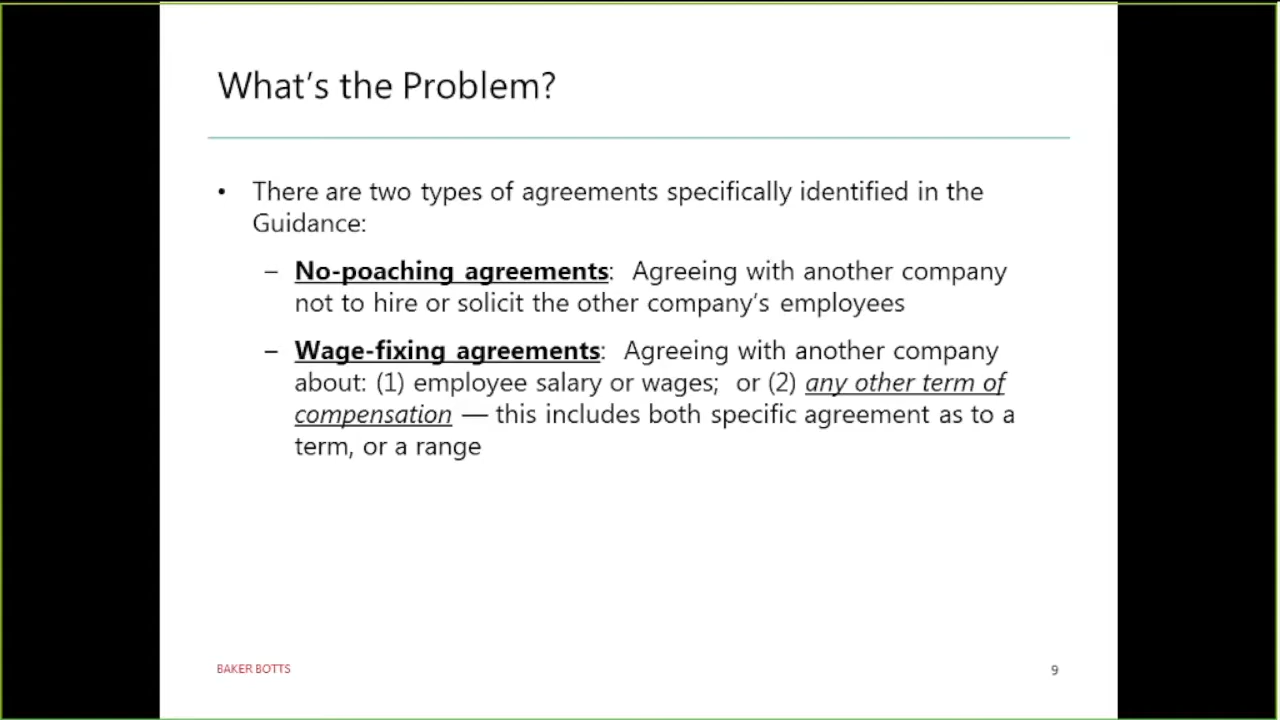 What's the Problem?
• There are two types of agreements specifically identified in the
Guidance:
– No-poaching agreements: Agreeing with another company
not to hire or solicit the other company's employees
– Wage-fixing agreements: Agreeing with another company
about: (1) employee salary or wages; or (2) any other term of
compensation — this includes both specific agreement as to a
term, or a range
BAKER BOTTS
9